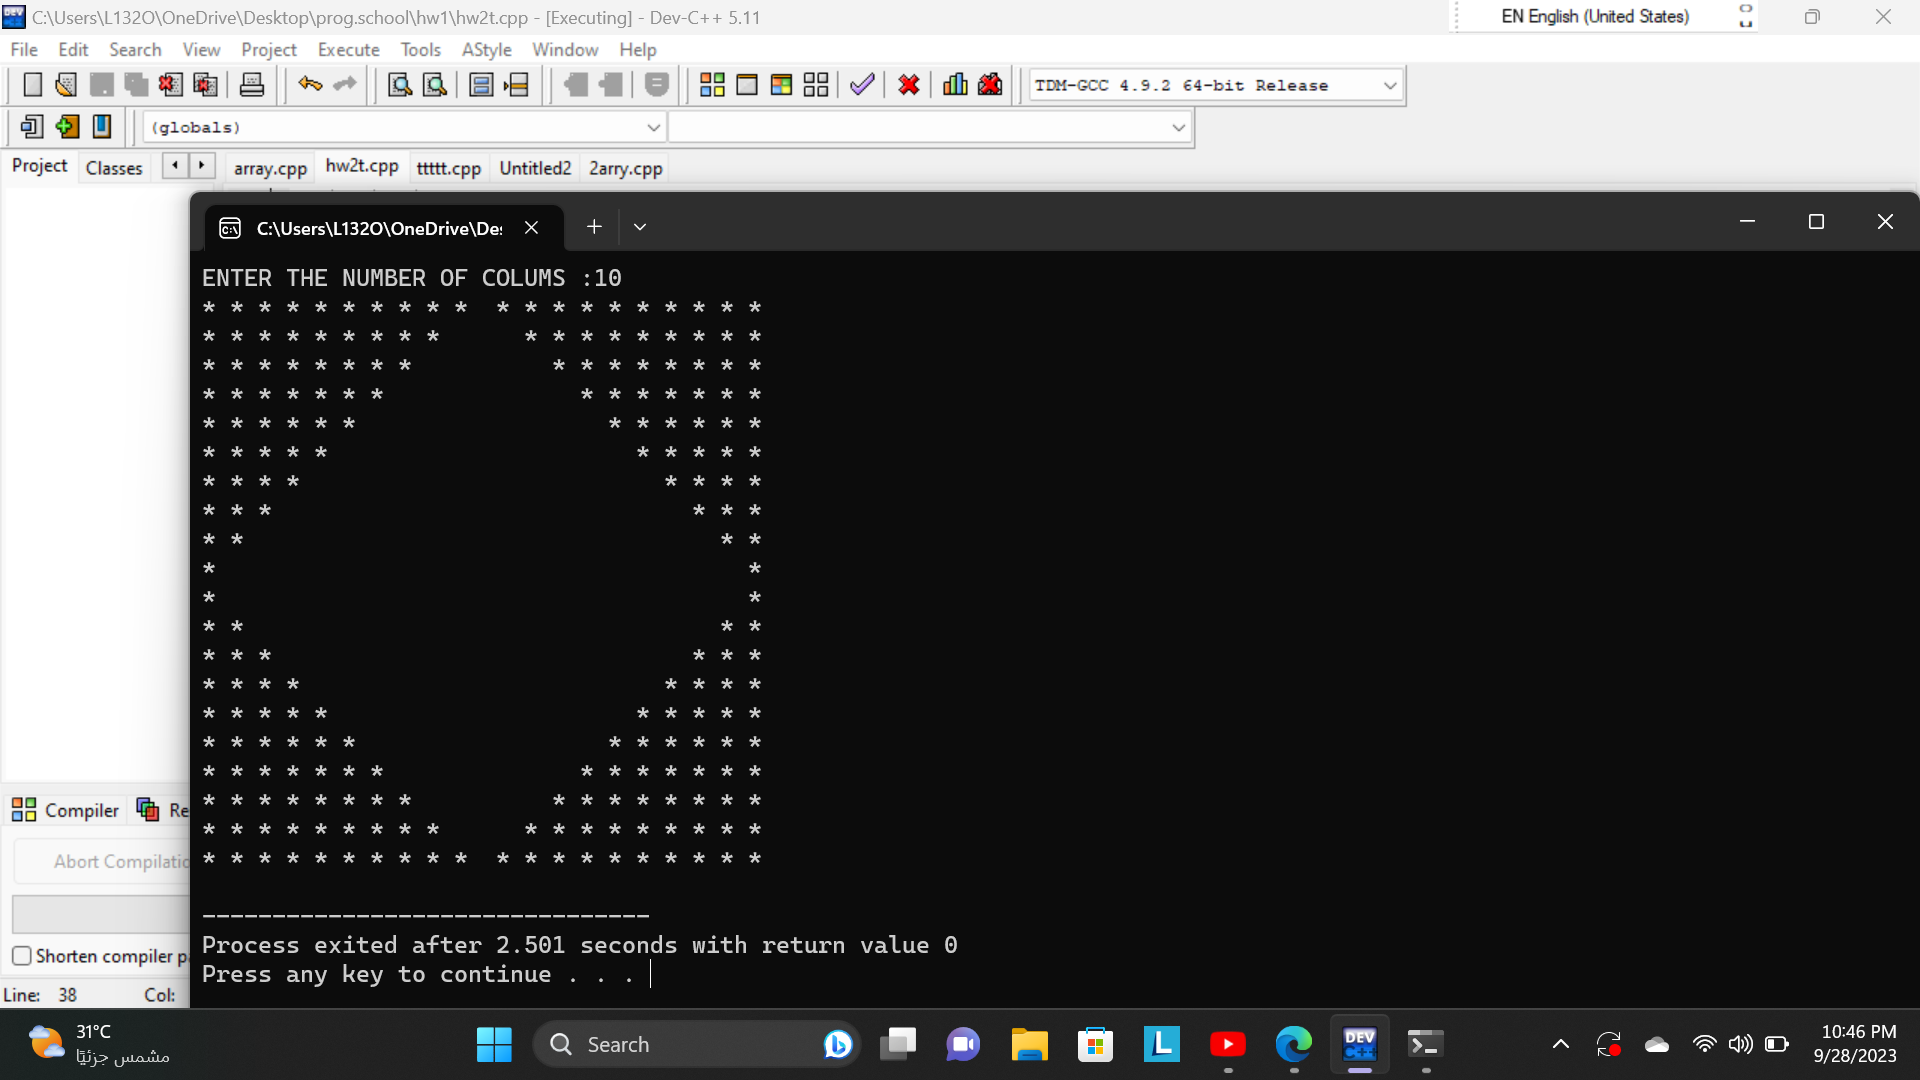 C:\Users\L132O\OneDrive\Desktop\prog.school\hw1\hw2t.cpp - [Executing] - Dev-C++ 5.11
EN English (United States)
File Edit Search View Project Execute Tools AStyle Window Help
TDM-GCC 4.9.2 64-bit Release
(globals)
Project Classes array.cpp hw2t.cpp ttttt.cpp Untitled2 2arry.cpp
C:\Users\L132O\OneDrive\De
ENTER THE NUMBER OF COLUMS :10
* * * * * * * * * *  * * * * * * * * * *
* * * * * * * * *      * * * * * * * * *
* * * * * * * *          * * * * * * * *
* * * * * * *              * * * * * * *
* * * * * *                  * * * * * *
* * * * *                      * * * * *
* * * *                          * * * *
* * *                              * * *
* *                                  * *
*                                      *
*                                      *
* *                                  * *
* * *                              * * *
* * * *                          * * * *
* * * * *                      * * * * *
* * * * * *                  * * * * * *
* * * * * * *              * * * * * * *
* * * * * * * *          * * * * * * * *
* * * * * * * * *      * * * * * * * * *
* * * * * * * * * *  * * * * * * * * * *
--------------------------------
Process exited after 2.501 seconds with return value 0
Press any key to continue . . .
Compiler Re
Abort Compilatio
Shorten compiler p
Line: 38 Col:
31°C
مشمس جزئيًا
Search
L
DEV C++
10:46 PM
9/28/2023